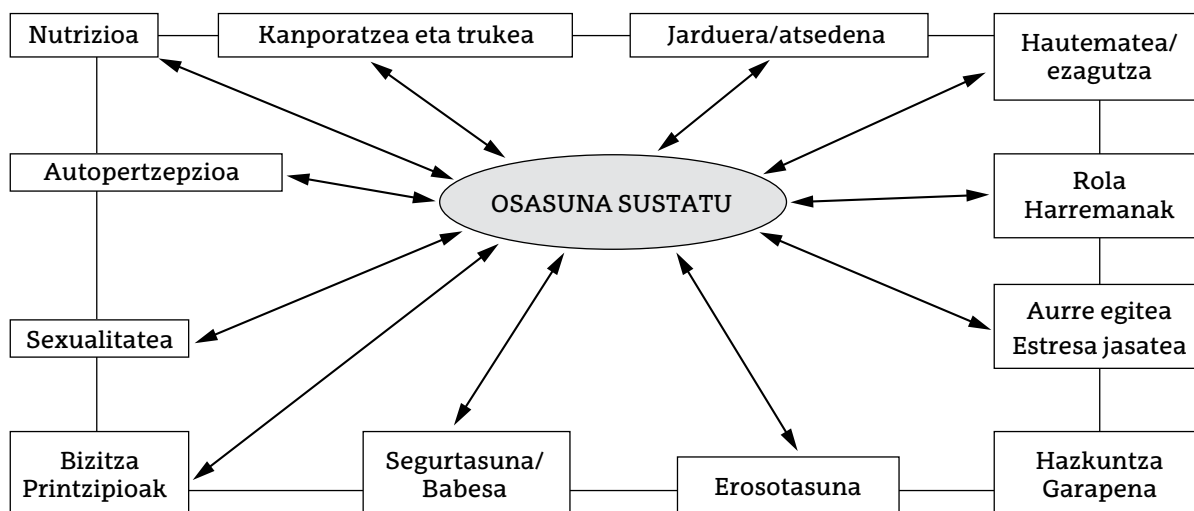 Nutrizioa
Kanporatzea eta trukea
Jarduera/atsedena
Hautematea/
ezagutza
Autopertzepzioa
OSASUNA SUSTATU
Rola
Harremanak
Sexualitatea
Aurre egitea
Estresa jasatea
Bizitza
Printzipioak
Segurtasuna/
Babesa
Erosotasuna
Hazkuntza
Garapena